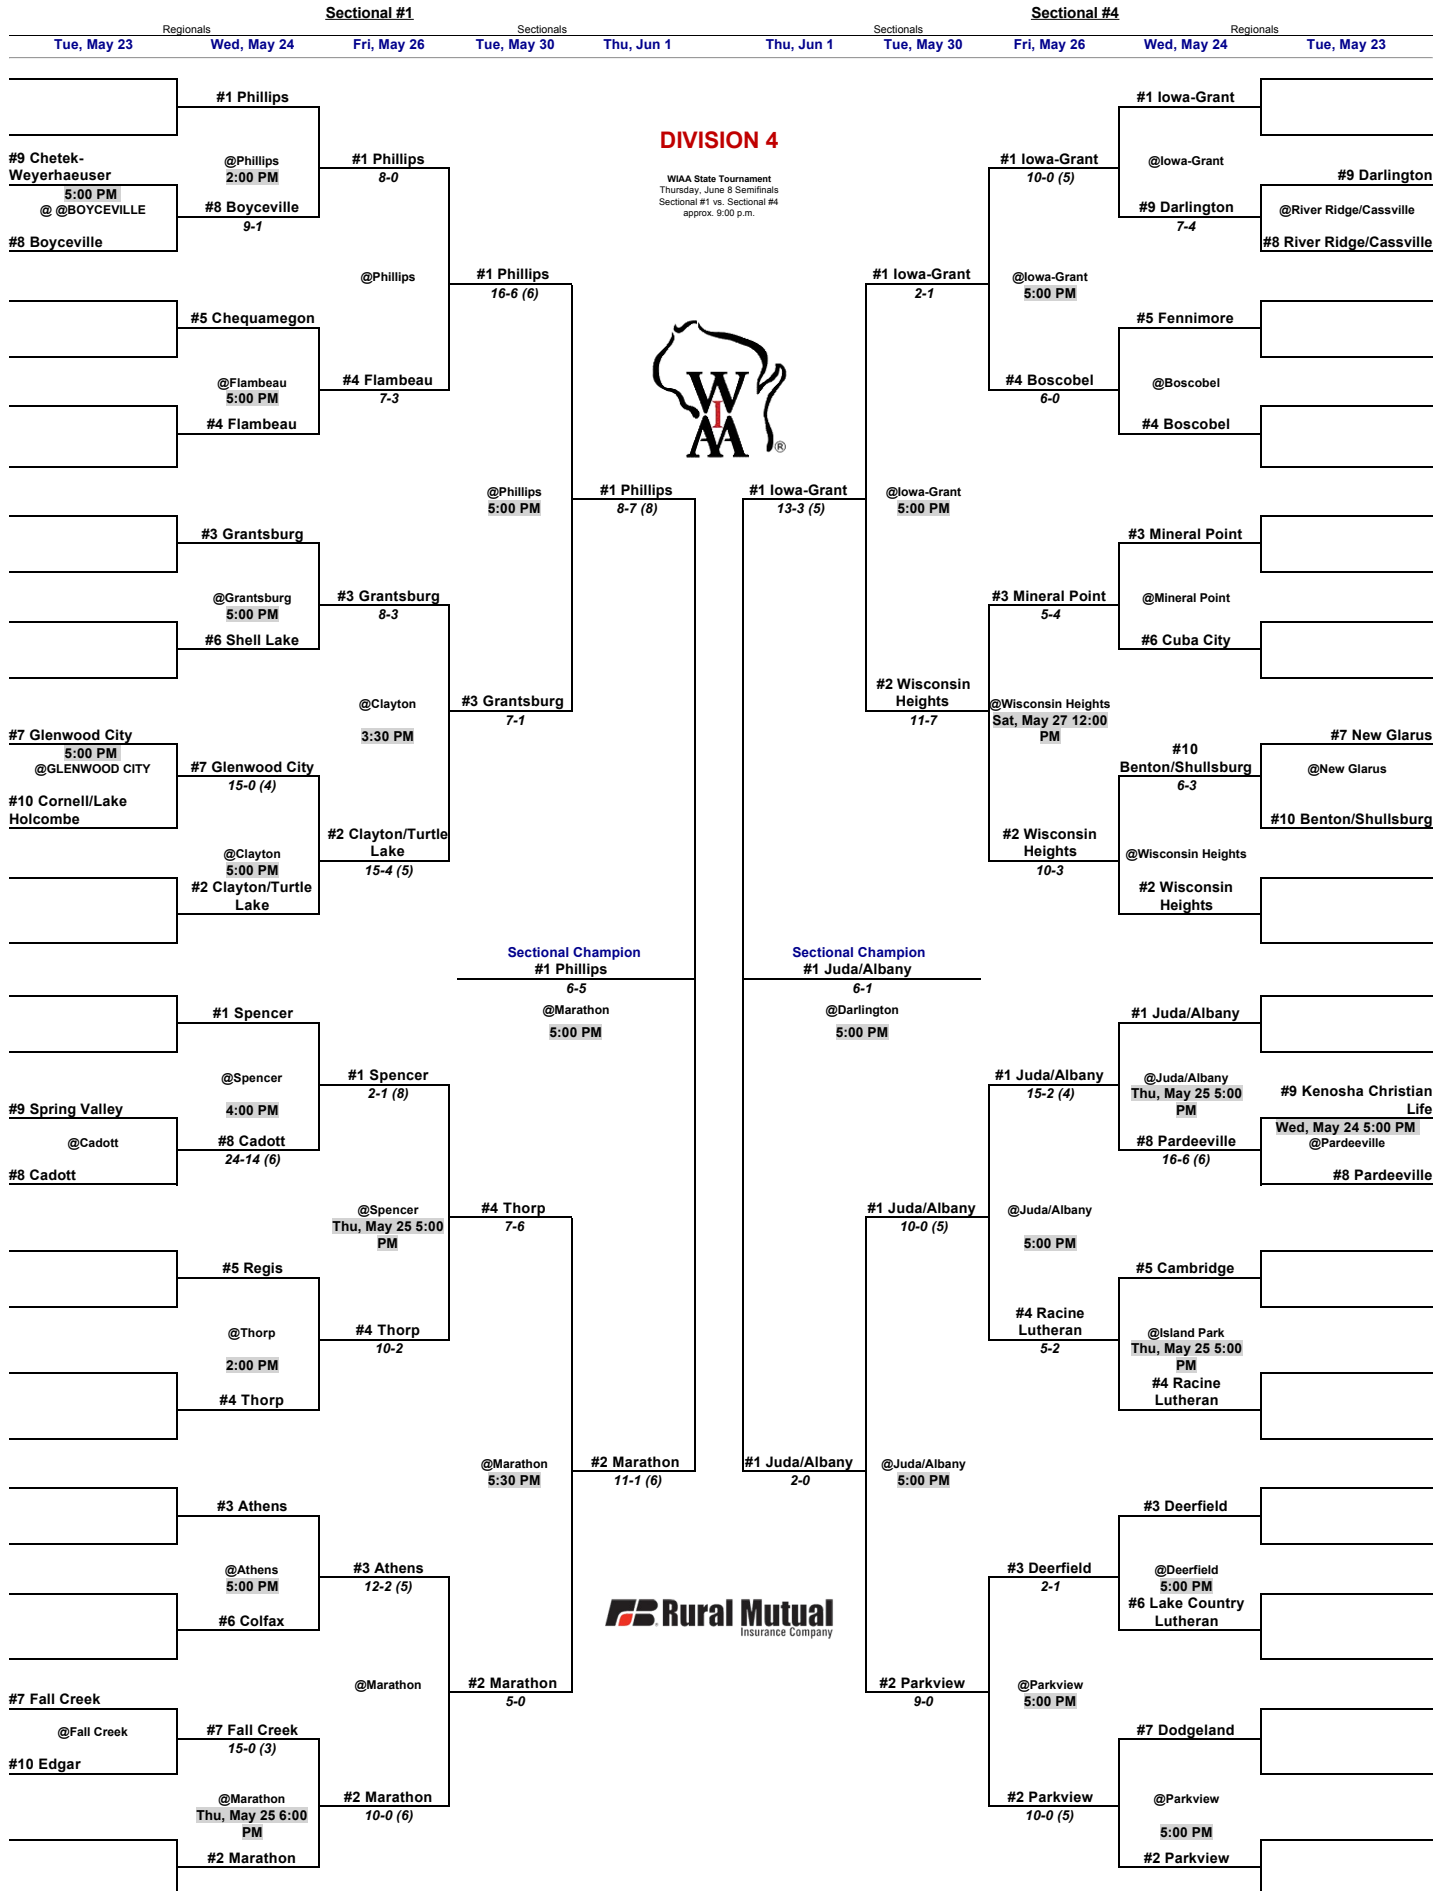 Sectional #1
Sectional #4
Regionals
Sectionals
Sectionals
Regionals
Tue, May 23
Wed, May 24
Fri, May 26
Tue, May 30
Thu, Jun 1
Thu, Jun 1
Tue, May 30
Fri, May 26
Wed, May 24
Tue, May 23
DIVISION 4
WIAA State Tournament
Thursday, June 8 Semifinals
Sectional #1 vs. Sectional #4
approx. 9:00 p.m.
WIAA
®
#9 Chetek-
Weyerhaeuser
5:00 PM
@ @BOYCEVILLE
#8 Boyceville
#7 Glenwood City
5:00 PM
@GLENWOOD CITY
#10 Cornell/Lake
Holcombe
#9 Spring Valley
@Cadott
#8 Cadott
#7 Fall Creek
@Fall Creek
#10 Edgar
#1 Phillips
@Phillips
2:00 PM
#8 Boyceville
9-1
#5 Chequamegon
@Flambeau
5:00 PM
#4 Flambeau
#3 Grantsburg
@Grantsburg
5:00 PM
#6 Shell Lake
#7 Glenwood City
15-0 (4)
@Clayton
5:00 PM
#2 Clayton/Turtle
Lake
#1 Spencer
@Spencer
4:00 PM
#8 Cadott
24-14 (6)
#5 Regis
@Thorp
2:00 PM
#4 Thorp
#3 Athens
@Athens
5:00 PM
#6 Colfax
#7 Fall Creek
15-0 (3)
@Marathon
Thu, May 25 6:00
PM
#2 Marathon
#1 Phillips
8-0
@Phillips
#4 Flambeau
7-3
#3 Grantsburg
8-3
@Clayton
3:30 PM
#2 Clayton/Turtle
Lake
15-4 (5)
#1 Spencer
2-1 (8)
@Spencer
Thu, May 25 5:00
PM
#4 Thorp
10-2
#3 Athens
12-2 (5)
@Marathon
#2 Marathon
10-0 (6)
#1 Phillips
16-6 (6)
@Phillips
5:00 PM
#3 Grantsburg
7-1
#4 Thorp
7-6
@Marathon
5:30 PM
#2 Marathon
5-0
#1 Phillips
8-7 (8)
Sectional Champion
#1 Phillips
6-5
@Marathon
5:00 PM
#2 Marathon
11-1 (6)
#1 Iowa-Grant
13-3 (5)
Sectional Champion
#1 Juda/Albany
6-1
@Darlington
5:00 PM
#1 Juda/Albany
2-0
#1 Iowa-Grant
2-1
@Iowa-Grant
5:00 PM
#2 Wisconsin
Heights
11-7
#1 Juda/Albany
10-0 (5)
@Juda/Albany
5:00 PM
#2 Parkview
9-0
#1 Iowa-Grant
10-0 (5)
@Iowa-Grant
5:00 PM
#4 Boscobel
6-0
#3 Mineral Point
5-4
@Wisconsin Heights
Sat, May 27 12:00
PM
#2 Wisconsin
Heights
10-3
#1 Juda/Albany
15-2 (4)
@Juda/Albany
5:00 PM
#4 Racine
Lutheran
5-2
#3 Deerfield
2-1
@Parkview
5:00 PM
#2 Parkview
10-0 (5)
#1 Iowa-Grant
@Iowa-Grant
#9 Darlington
7-4
#5 Fennimore
@Boscobel
#4 Boscobel
#3 Mineral Point
@Mineral Point
#6 Cuba City
#10
Benton/Shullsburg
6-3
@Wisconsin Heights
#2 Wisconsin
Heights
#1 Juda/Albany
@Juda/Albany
Thu, May 25 5:00
PM
#8 Pardeeville
16-6 (6)
#5 Cambridge
@Island Park
Thu, May 25 5:00
PM
#4 Racine
Lutheran
#3 Deerfield
@Deerfield
5:00 PM
#6 Lake Country
Lutheran
#7 Dodgeland
@Parkview
5:00 PM
#2 Parkview
#9 Darlington
@River Ridge/Cassville
#8 River Ridge/Cassville
#7 New Glarus
@New Glarus
#10 Benton/Shullsburg
#9 Kenosha Christian
Life
Wed, May 24 5:00 PM
@Pardeeville
#8 Pardeeville
Rural Mutual
Insurance Company